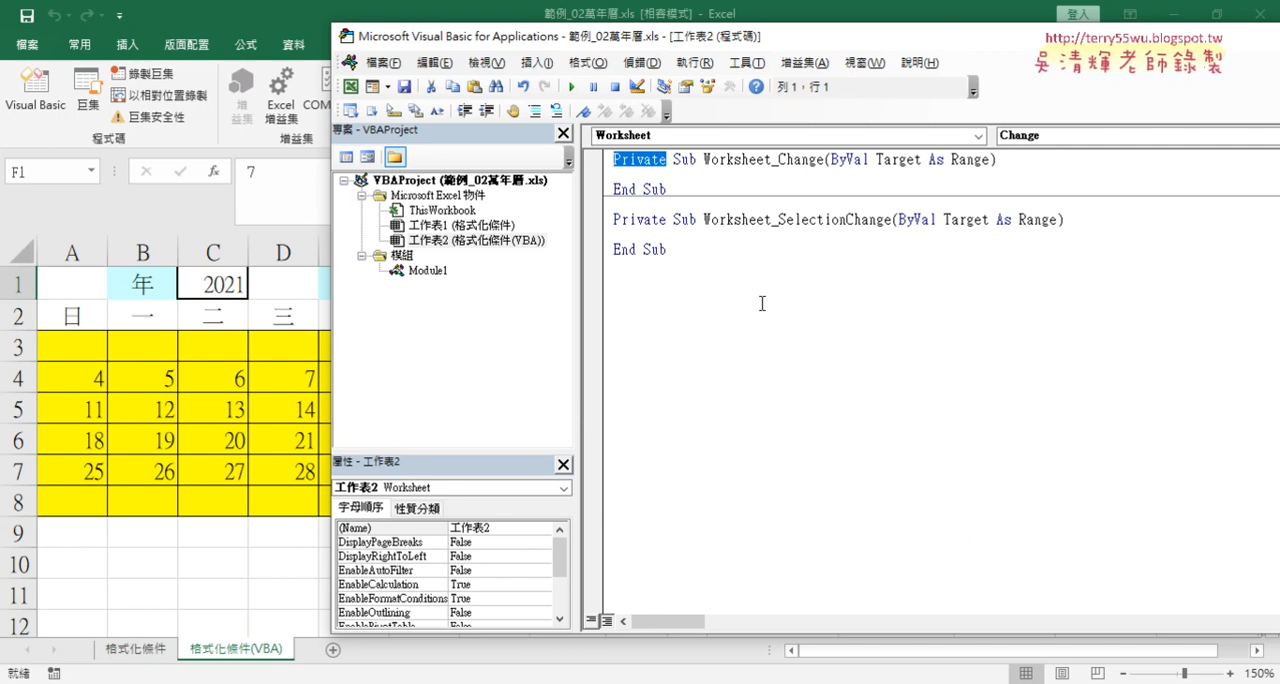 範例_02萬年曆.xls [相容模式] - Excel
登入
檔案 常用 插入 版面配置 公式 資料
Visual Basic
巨集
錄製巨集
以相對位置錄製
巨集安全性
程式碼
增益集
Excel 增益集
COM
增益集
F1
7
A B C D
1 年 2021
2 日 一 二 三
3
4 4 5 6 7
5 11 12 13 14
6 18 19 20 21
7 25 26 27 28
8
9
10
11
12
格式化條件 格式化條件(VBA)
就緒
150%
Microsoft Visual Basic for Applications - 範例_02萬年曆.xls - [工作表2 (程式碼)]
http://terry55wu.blogspot.tw
吳清輝老師錄製
檔案(F) 編輯(E) 檢視(V) 插入(I) 格式(O) 偵錯(D) 執行(R) 工具(T) 增益集(A) 視窗(W) 說明(H)
列 1，行 1
專案 - VBAProject
VBAProject (範例_02萬年曆.xls)
Microsoft Excel 物件
ThisWorkbook
工作表1 (格式化條件)
工作表2 (格式化條件(VBA))
模組
Module1
屬性 - 工作表2
工作表2 Worksheet
字母順序 性質分類
(Name) 工作表2
DisplayPageBreaks False
DisplayRightToLeft False
EnableAutoFilter False
EnableCalculation True
EnableFormatConditions True
EnableOutlining False
EnablePivotTable False
Worksheet
Change
Private Sub Worksheet_Change(ByVal Target As Range)
End Sub
Private Sub Worksheet_SelectionChange(ByVal Target As Range)
End Sub